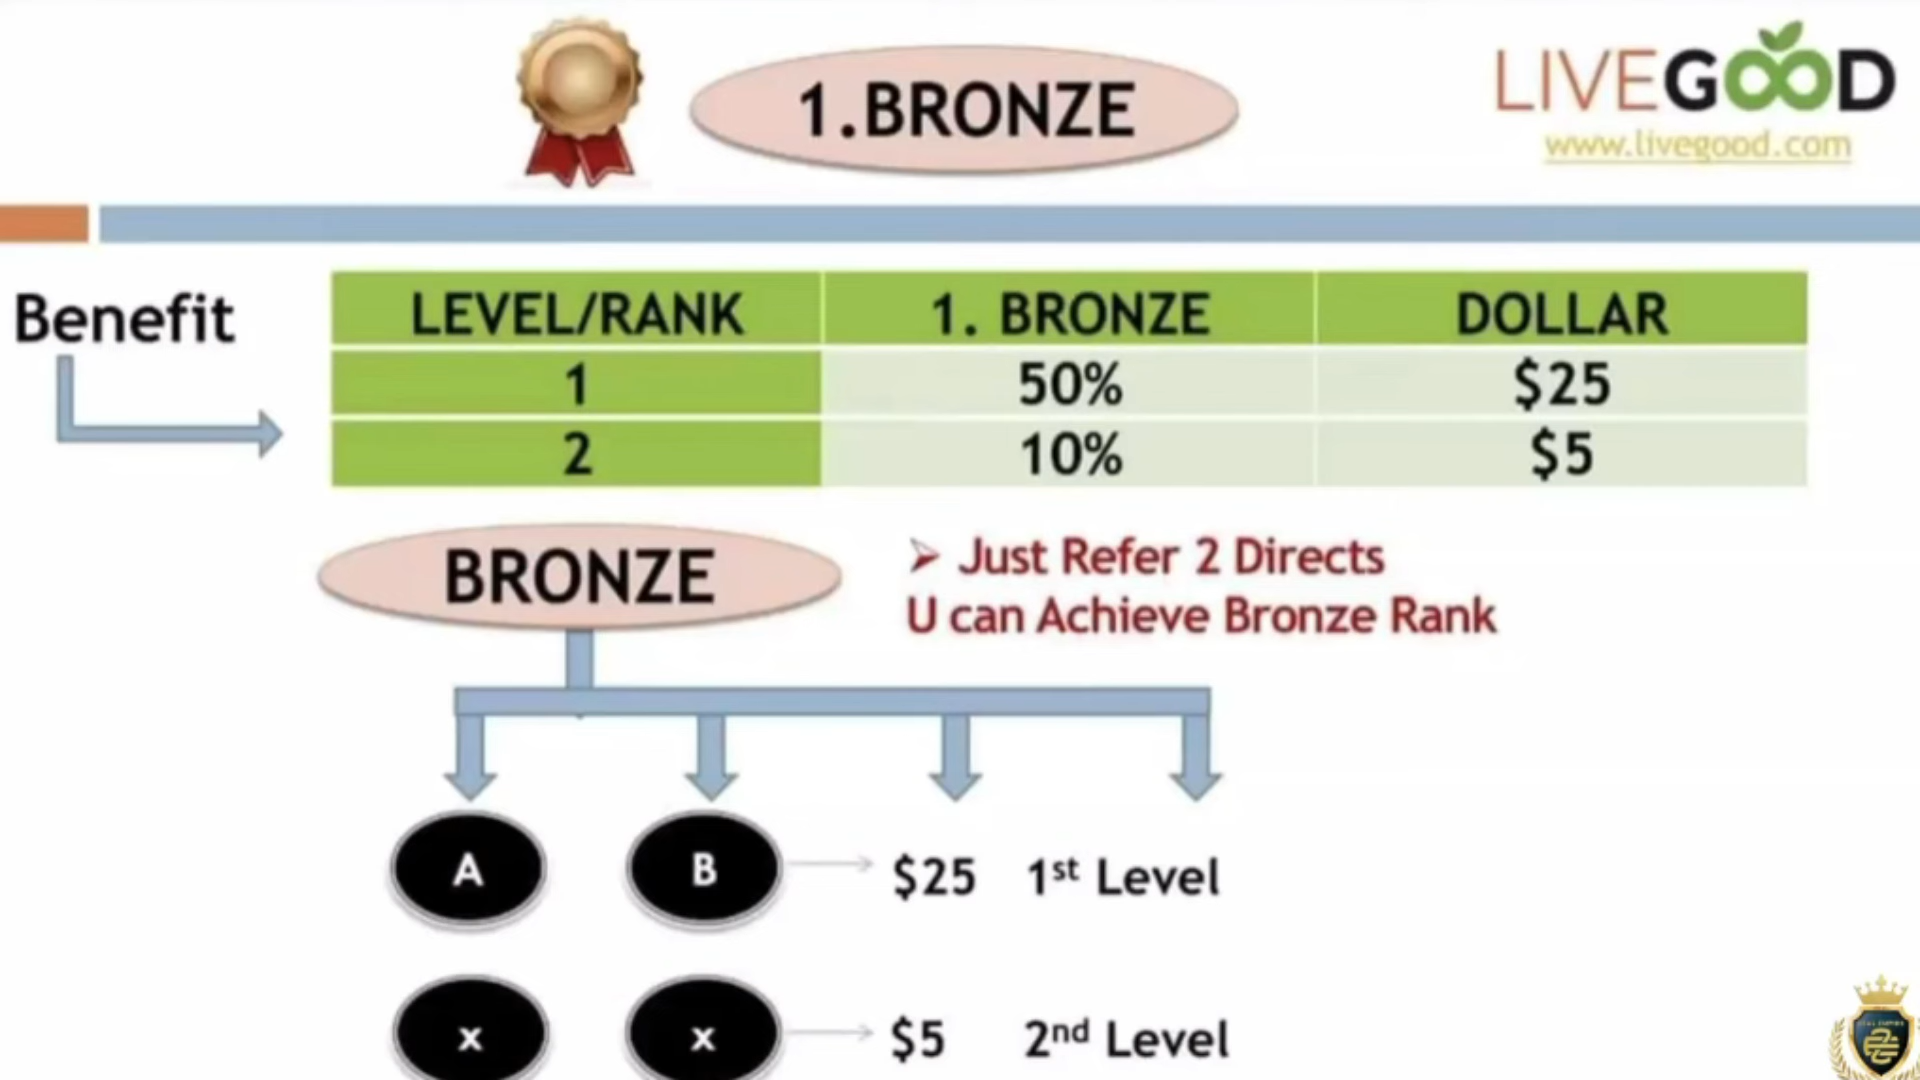 1.BRONZE
LIVEGOOD
www.livegood.com
Benefit
LEVEL/RANK 1. BRONZE DOLLAR
1 50% $25
2 10% $5
BRONZE
➢ Just Refer 2 Directs
U can Achieve Bronze Rank
A B $25 1st Level
x x $5 2nd Level